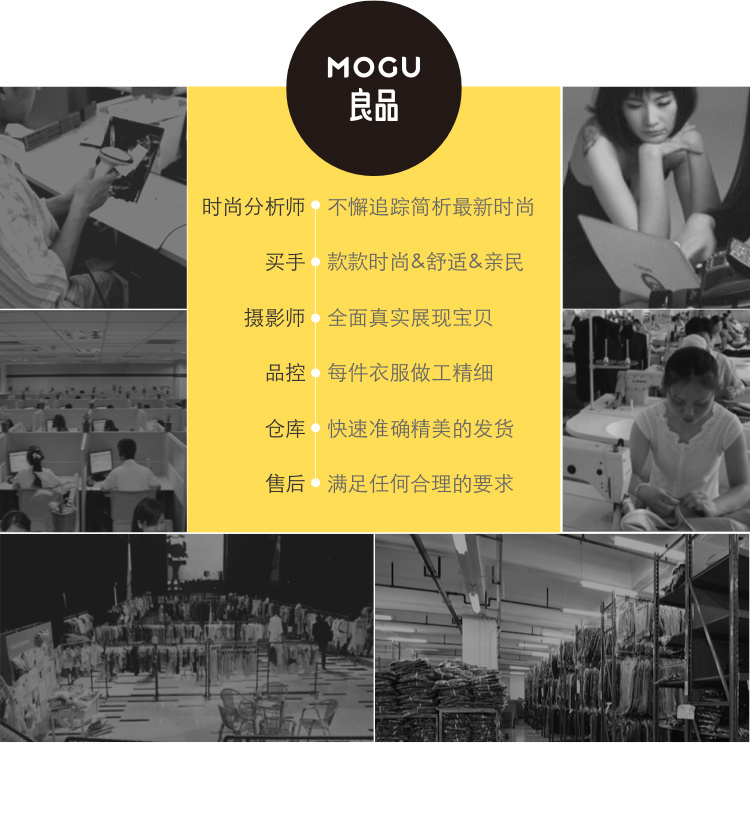 MOGU
良品
时尚分析师 不懈追踪简析最新时尚
买手 款款时尚&舒适&亲民
摄影师 全面真实展现宝贝
品控 每件衣服做工精细
仓库 快速准确精美的发货
售后 满足任何合理的要求